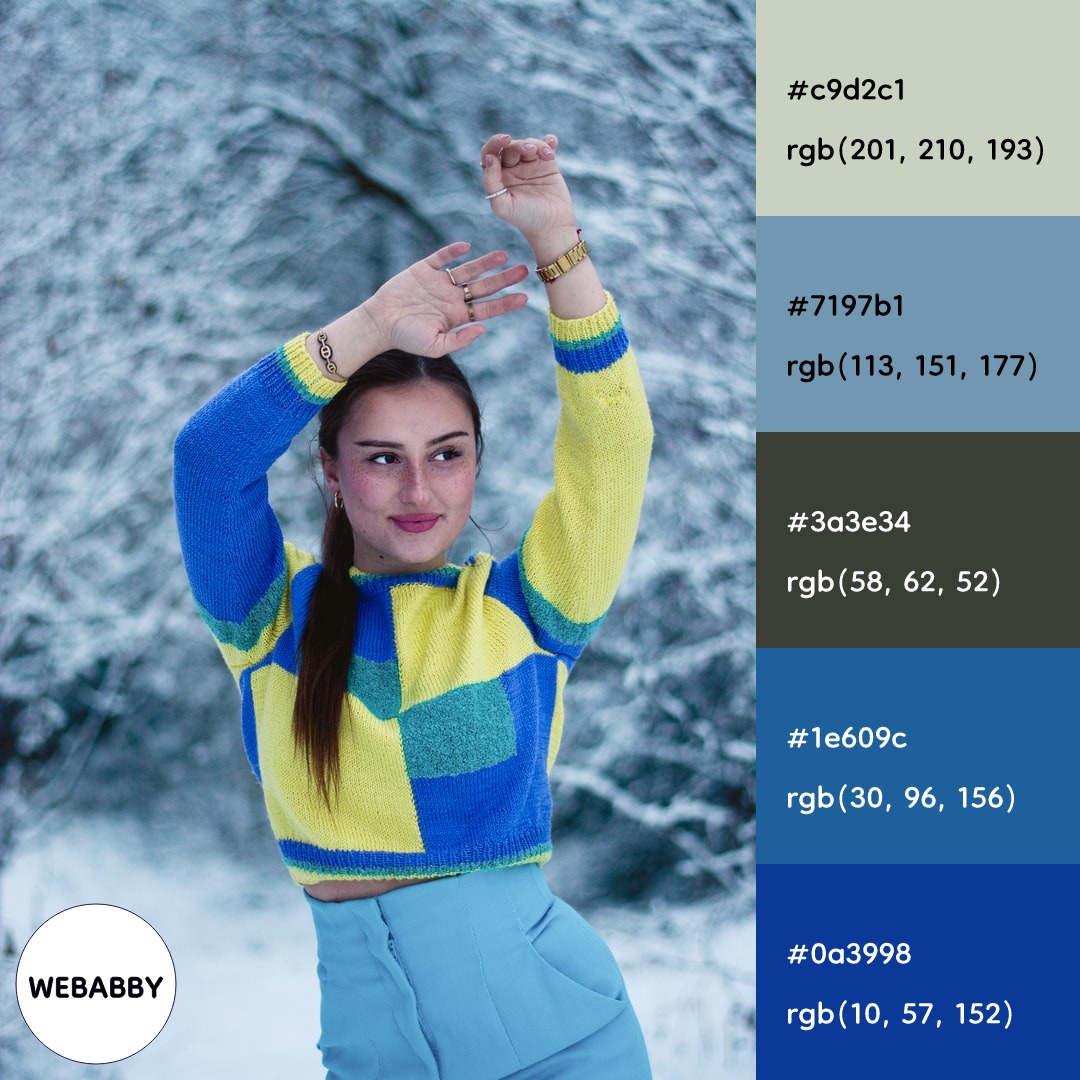 #c9d2c1
rgb(201, 210, 193)
#7197b1
rgb(113, 151, 177)
#3a3e34
rgb(58, 62, 52)
#1e609c
rgb(30, 96, 156)
#0a3998
rgb(10, 57, 152)
WEBABBY